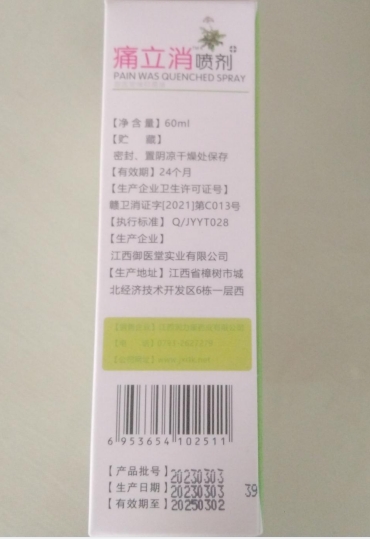 痛立消喷剂
PAIN WAS QUENCHED SPRAY
【净含量】60ml
【贮 藏】
密封、置阴凉干燥处保存
【有效期】24个月
【生产企业卫生许可证号】
赣卫消证字[2021]第C013号
【执行标准】Q/JYYT028
【生产企业】
江西御医堂实业有限公司
【生产地址】江西省樟树市城
北经济技术开发区6栋一层西
6 953654 102511
【产品批号】20230303
【生产日期】20230303 39
【有效期至】20250302